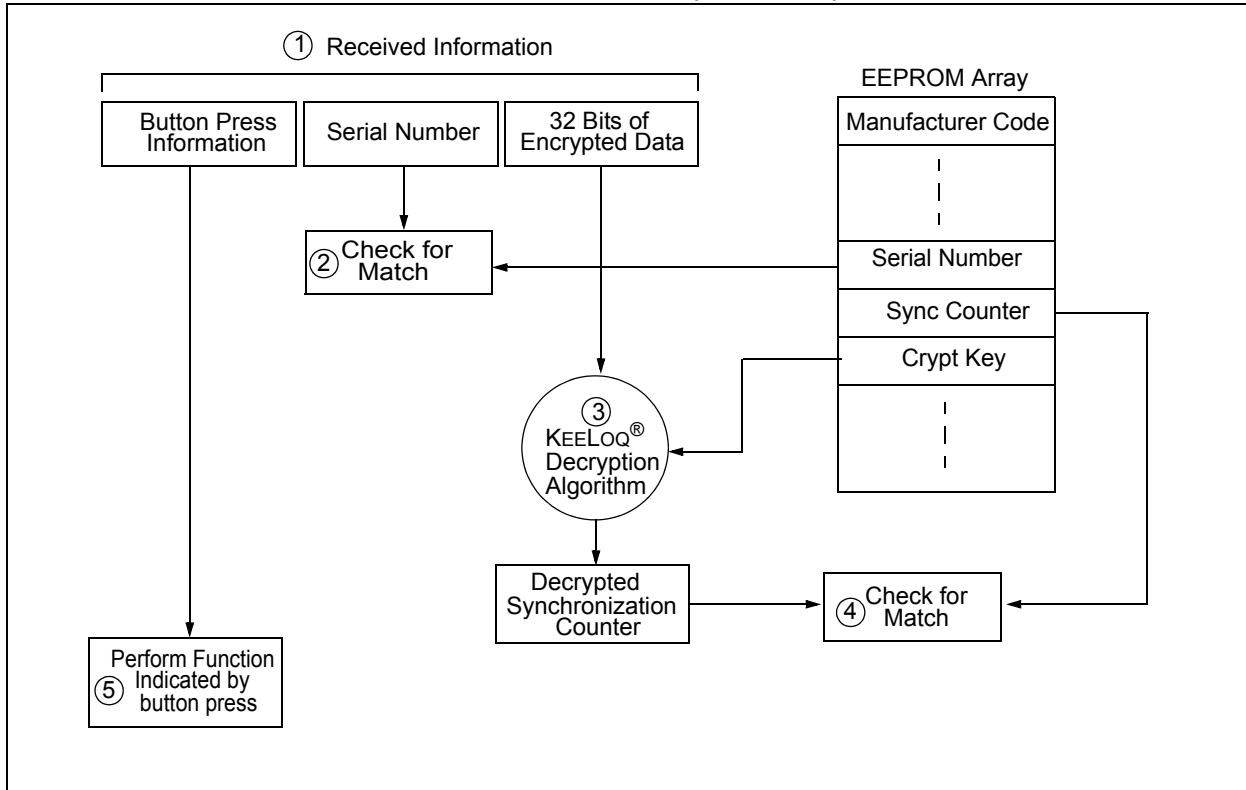 ① Received Information
EEPROM Array
Button Press
Information
Serial Number
32 Bits of
Encrypted Data
Manufacturer Code
② Check for
Match
Serial Number
Sync Counter
Crypt Key
③
KEELOQ®
Decryption
Algorithm
Decrypted
Synchronization
Counter
④ Check for
Match
Perform Function
⑤ Indicated by
button press